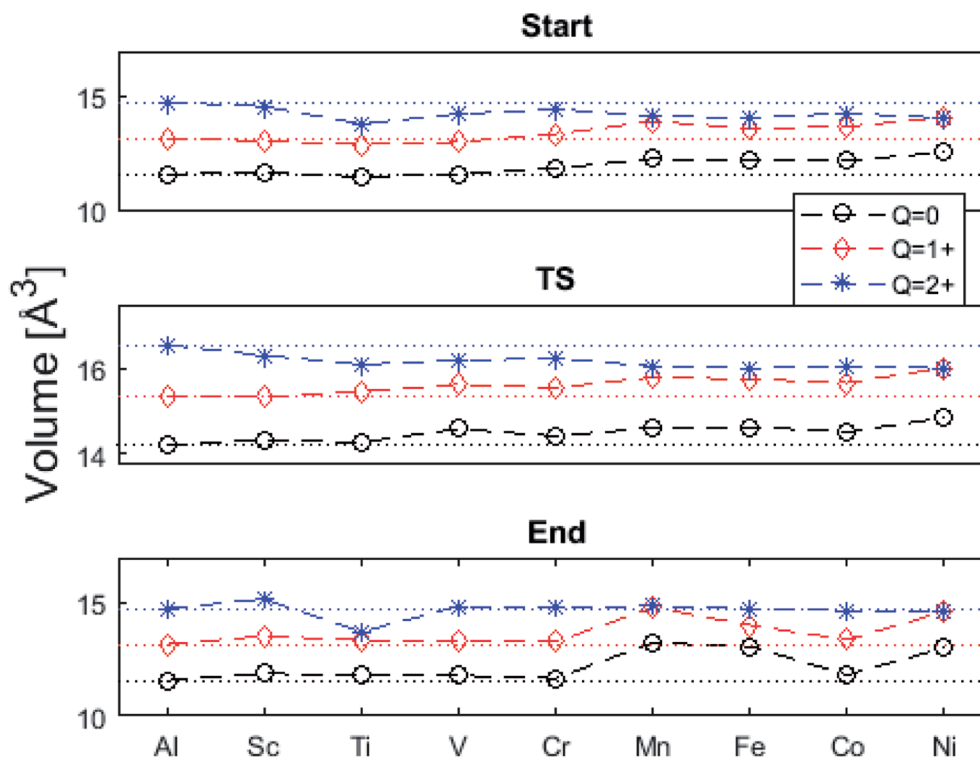 Start
15
10
Q=0
Q=1+
Q=2+
TS
Volume [Å³]
16
14
End
15
10
Al Sc Ti V Cr Mn Fe Co Ni